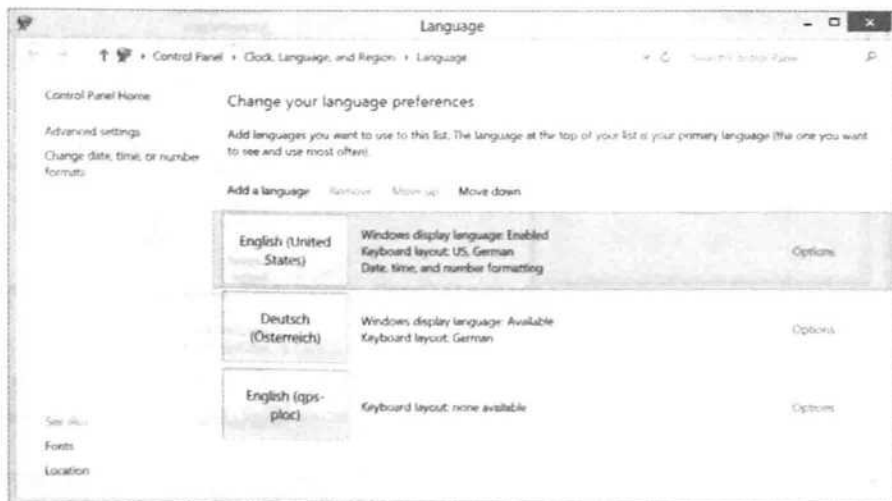 Language
Control Panel Clock, Language, and Region Language
Control Panel Home
Advanced settings
Change date, time, or number
formats
Change your language preferences
Add languages you want to use to this list. The language at the top of your list is your primary language (the one you want
to see and use most often).
Add a language Remove Move up Move down
English (United
States)
Windows display language: Enabled
Keyboard layout: US, German
Date, time, and number formatting
Options
Deutsch
(Österreich)
Windows display language: Available
Keyboard layout: German
Options
English (qps-
ploc)
Keyboard layout: none available
Options
See also
Fonts
Location